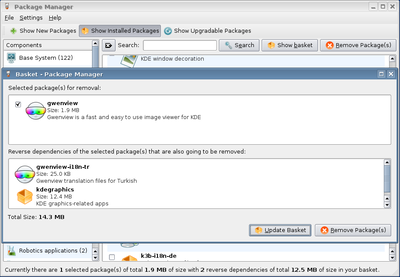 Package Manager
File Settings Help
Show New Packages Show Installed Packages Show Upgradable Packages
Components
Search: Search Show basket Remove Package(s)
Base System (122)
KDE window decoration
Basket - Package Manager
Selected package(s) for removal:
gwenview
Size: 1.9 MB
Gwenview is a fast and easy to use image viewer for KDE
Reverse dependencies of the selected package(s) that are also going to be removed:
gwenview-i18n-tr
Size: 25.0 KB
Gwenview translation files for Turkish
kdegraphics
Size: 12.4 MB
KDE graphics-related apps
Total Size: 14.3 MB
Update Basket Remove Package(s)
Robotics applications (2)
k3b-i18n-de
Currently there are 1 selected package(s) of total 1.9 MB of size with 2 reverse dependencies of total 12.5 MB of size in your basket.